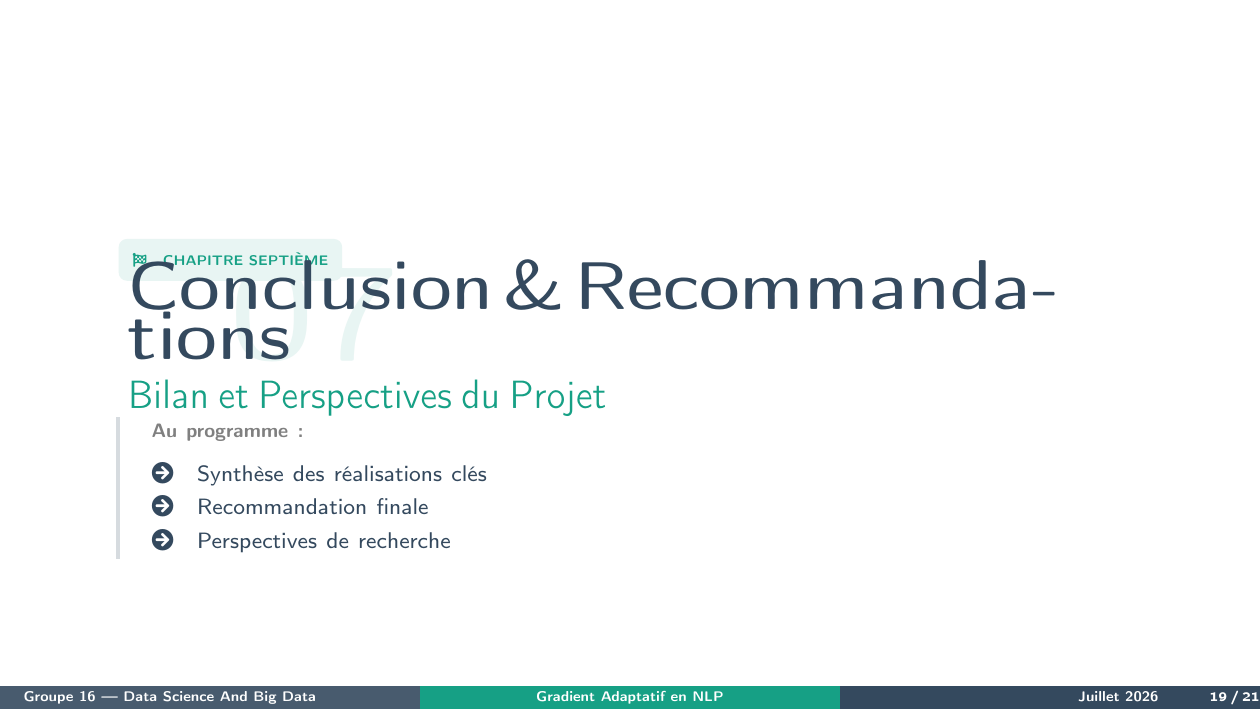 CHAPITRE SEPTIÈME
07
Conclusion & Recommanda-
tions
Bilan et Perspectives du Projet
Au programme :
Synthèse des réalisations clés
Recommandation finale
Perspectives de recherche
Groupe 16 — Data Science And Big Data
Gradient Adaptatif en NLP
Juillet 2026
19 / 21